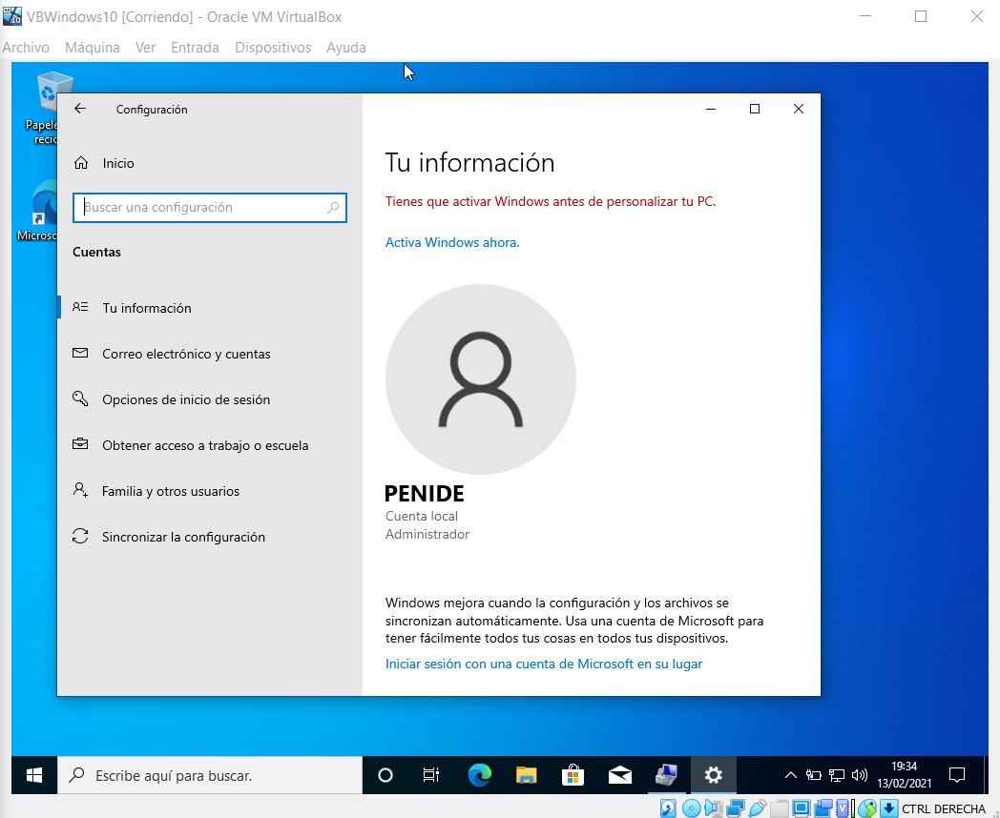 VBWindows10 [Corriendo] - Oracle VM VirtualBox
Archivo Máquina Ver Entrada Dispositivos Ayuda
Configuración
Inicio
Buscar una configuración
Cuentas
Tu información
Correo electrónico y cuentas
Opciones de inicio de sesión
Obtener acceso a trabajo o escuela
Familia y otros usuarios
Sincronizar la configuración
Tu información
Tienes que activar Windows antes de personalizar tu PC.
Activa Windows ahora.
PENIDE
Cuenta local
Administrador
Windows mejora cuando la configuración y los archivos se
sincronizan automáticamente. Usa una cuenta de Microsoft para
tener fácilmente todos tus cosas en todos tus dispositivos.
Iniciar sesión con una cuenta de Microsoft en su lugar
Escribe aquí para buscar.
19:34
13/02/2021
CTRL DERECHA